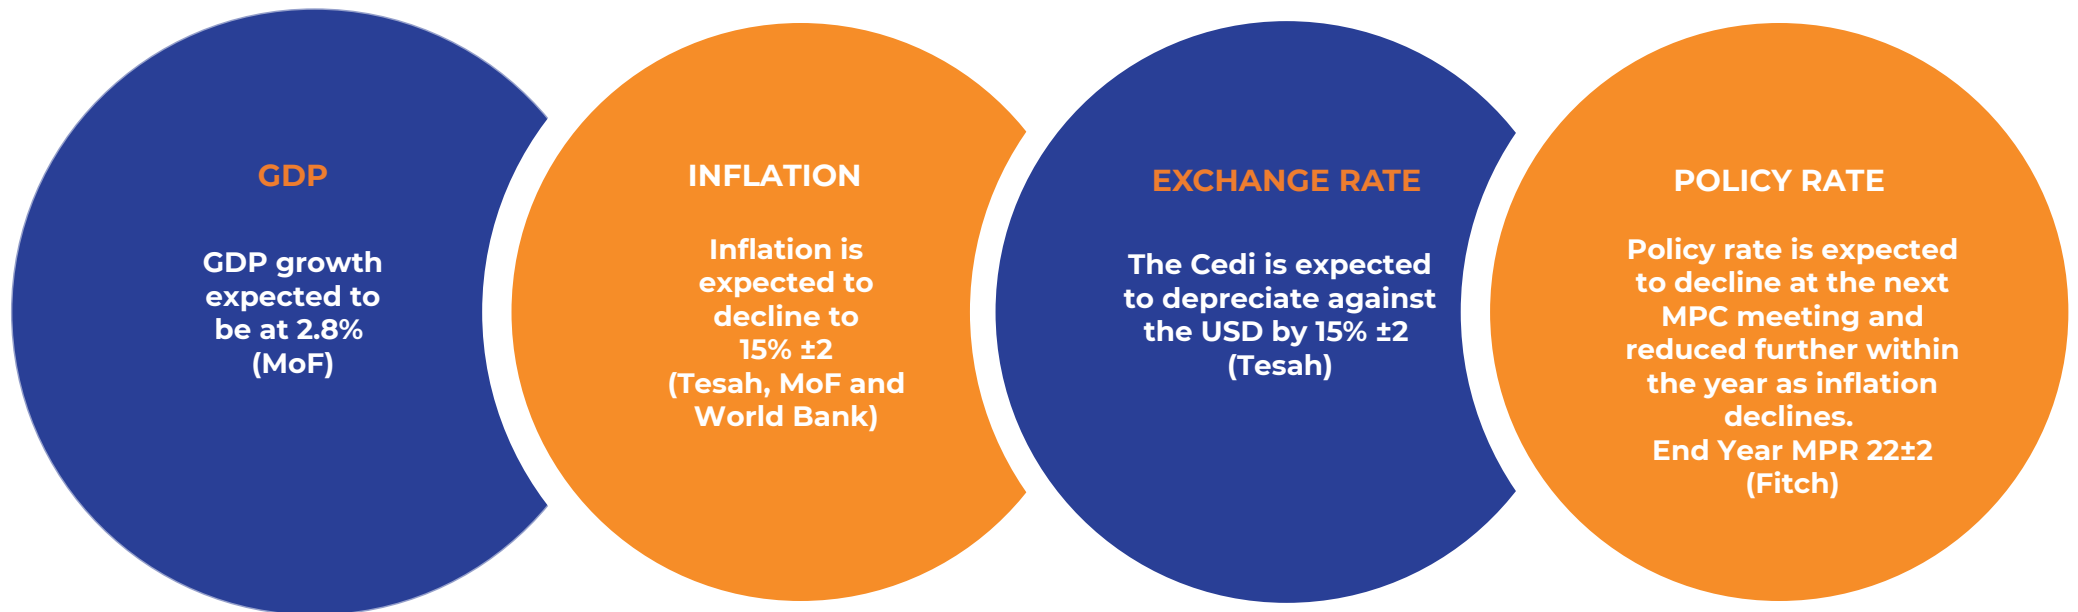 GDP
GDP growth
expected to
be at 2.8%
(MoF)
INFLATION
Inflation is
expected to
decline to
15% ±2
(Tesah, MoF and
World Bank)
EXCHANGE RATE
The Cedi is expected
to depreciate against
the USD by 15% ±2
(Tesah)
POLICY RATE
Policy rate is expected
to decline at the next
MPC meeting and
reduced further within
the year as inflation
declines.
End Year MPR 22±2
(Fitch)